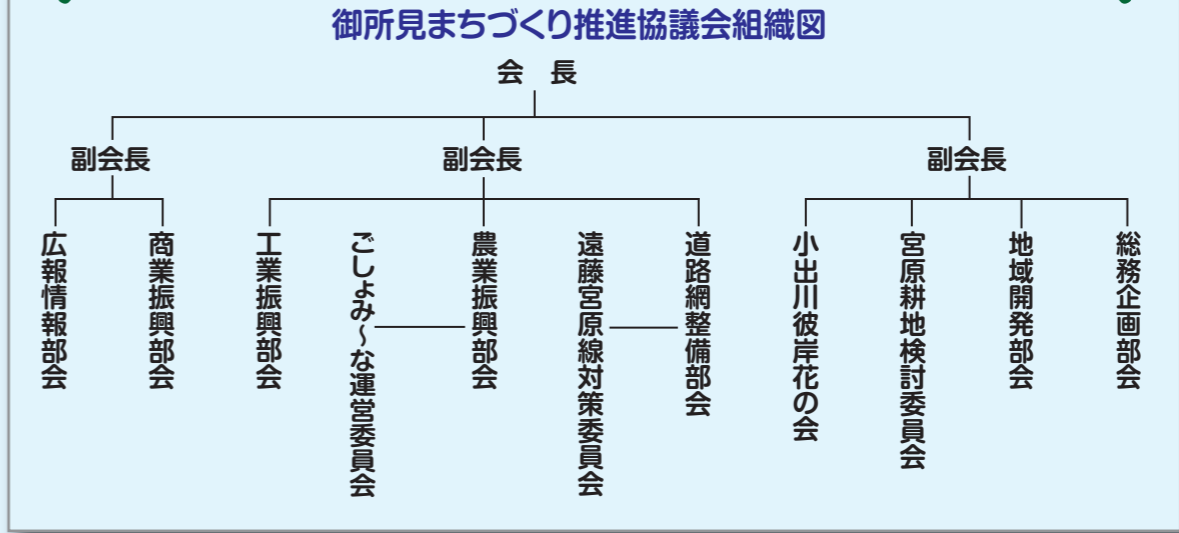 御所見まちづくり推進協議会組織図
会　長
副会長
副会長
副会長
広報情報部会
商業振興部会
工業振興部会
ごしょみ～な運営委員会
農業振興部会
遠藤宮原線対策委員会
道路網整備部会
小出川彼岸花の会
宮原耕地検討委員会
地域開発部会
総務企画部会